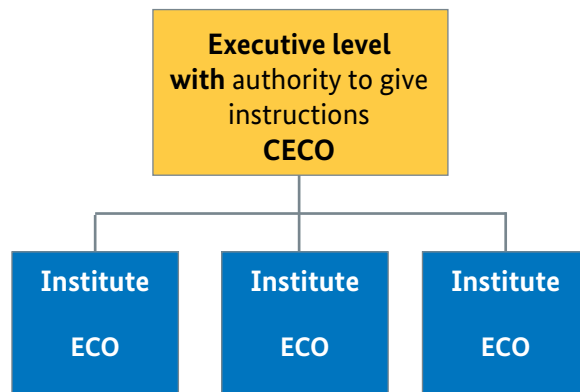 Executive level
with authority to give
instructions
CECO
Institute
ECO
Institute
ECO
Institute
ECO